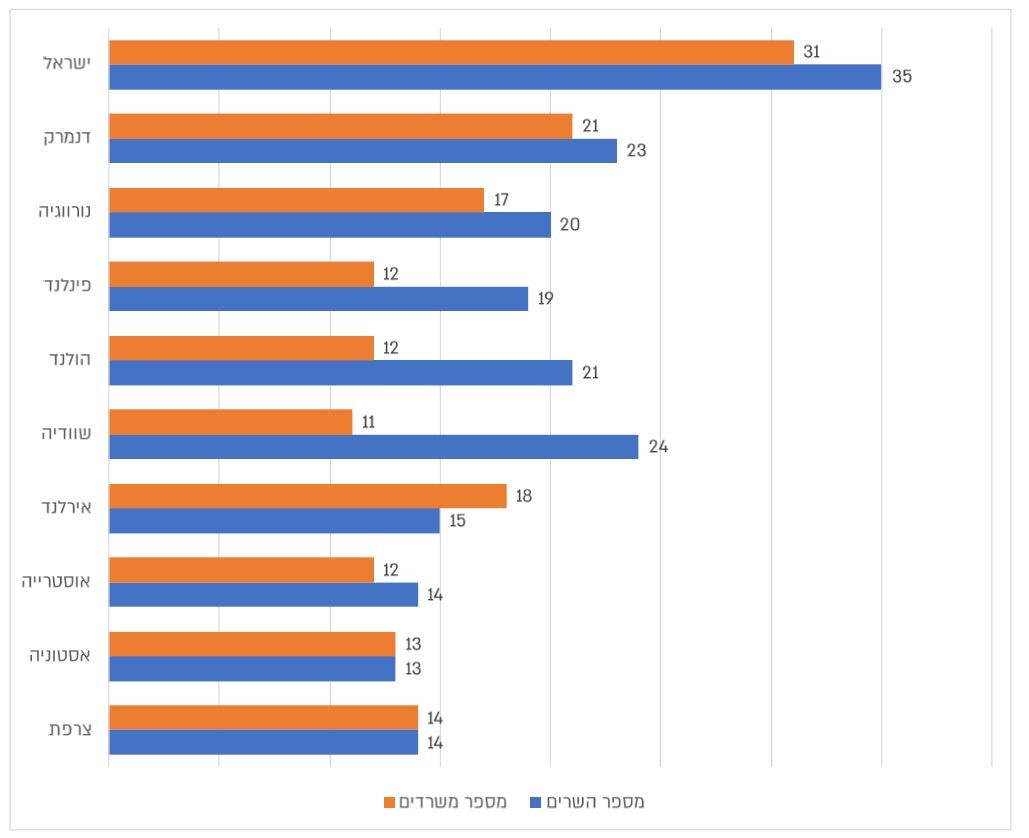 ישראל
31
35
דנמרק
21
23
נורווגיה
17
20
פינלנד
12
19
הולנד
12
21
שוודיה
11
24
אירלנד
18
15
אוסטרייה
12
14
אסטוניה
13
13
צרפת
14
14
מספר השרים
מספר משרדים